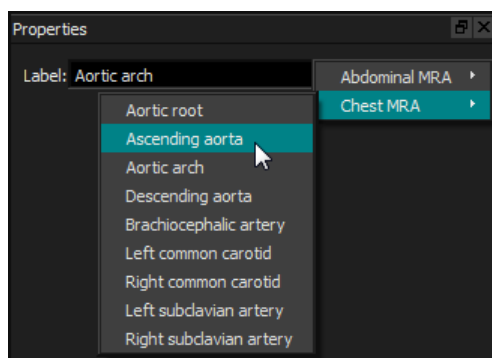 Properties
Label: Aortic arch
Abdominal MRA
Chest MRA
Aortic root
Ascending aorta
Aortic arch
Descending aorta
Brachiocephalic artery
Left common carotid
Right common carotid
Left subclavian artery
Right subclavian artery